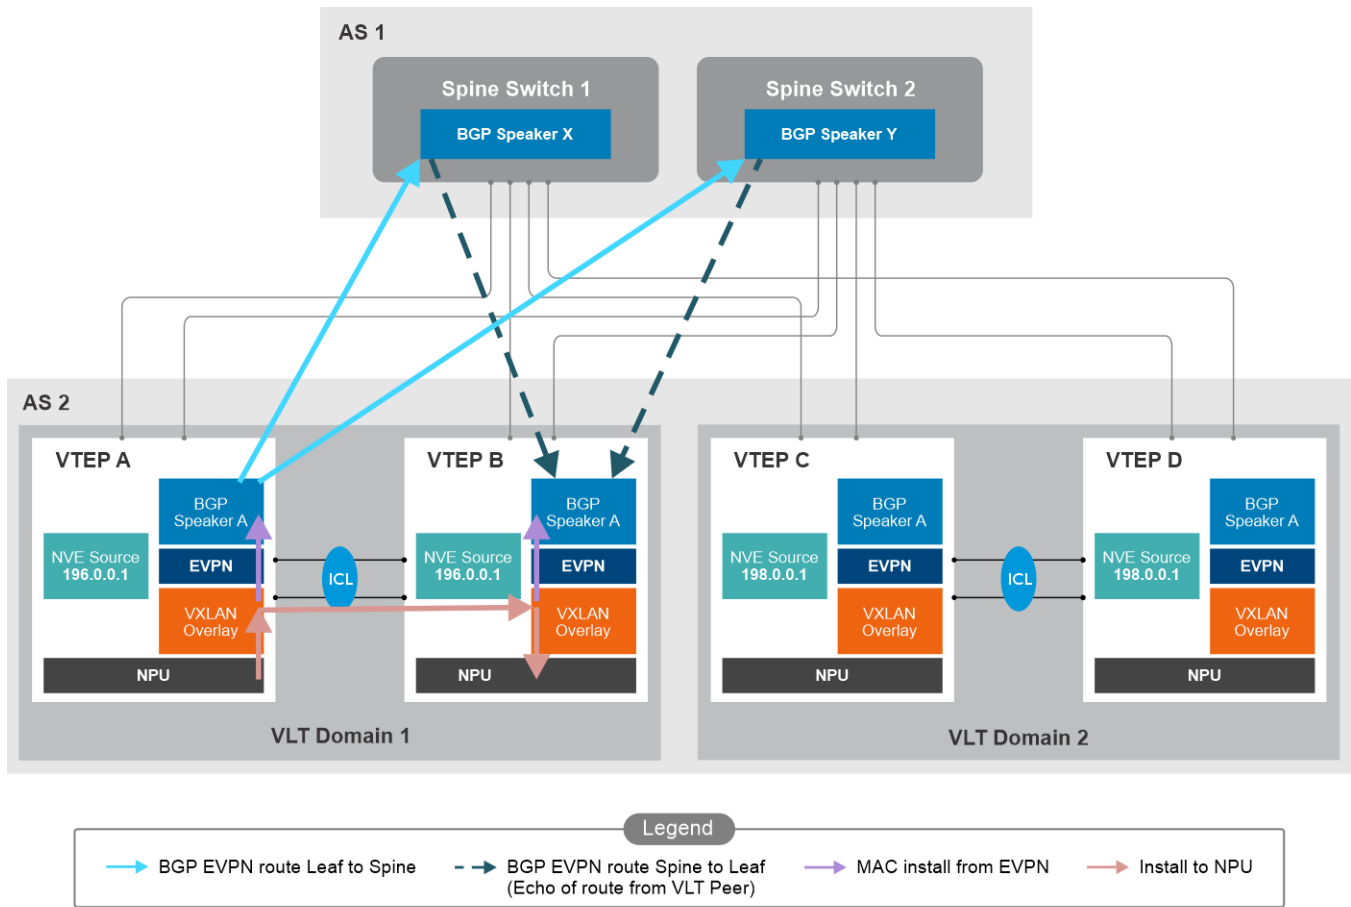 AS 1
Spine Switch 1
BGP Speaker X
Spine Switch 2
BGP Speaker Y
AS 2
VTEP A
BGP
Speaker A
NVE Source
196.0.0.1
EVPN
VXLAN
Overlay
NPU
ICL
VTEP B
BGP
Speaker A
NVE Source
196.0.0.1
EVPN
VXLAN
Overlay
NPU
VLT Domain 1
VTEP C
BGP
Speaker A
NVE Source
198.0.0.1
EVPN
VXLAN
Overlay
NPU
ICL
VTEP D
BGP
Speaker A
NVE Source
198.0.0.1
EVPN
VXLAN
Overlay
NPU
VLT Domain 2
Legend
BGP EVPN route Leaf to Spine
BGP EVPN route Spine to Leaf
(Echo of route from VLT Peer)
MAC install from EVPN
Install to NPU